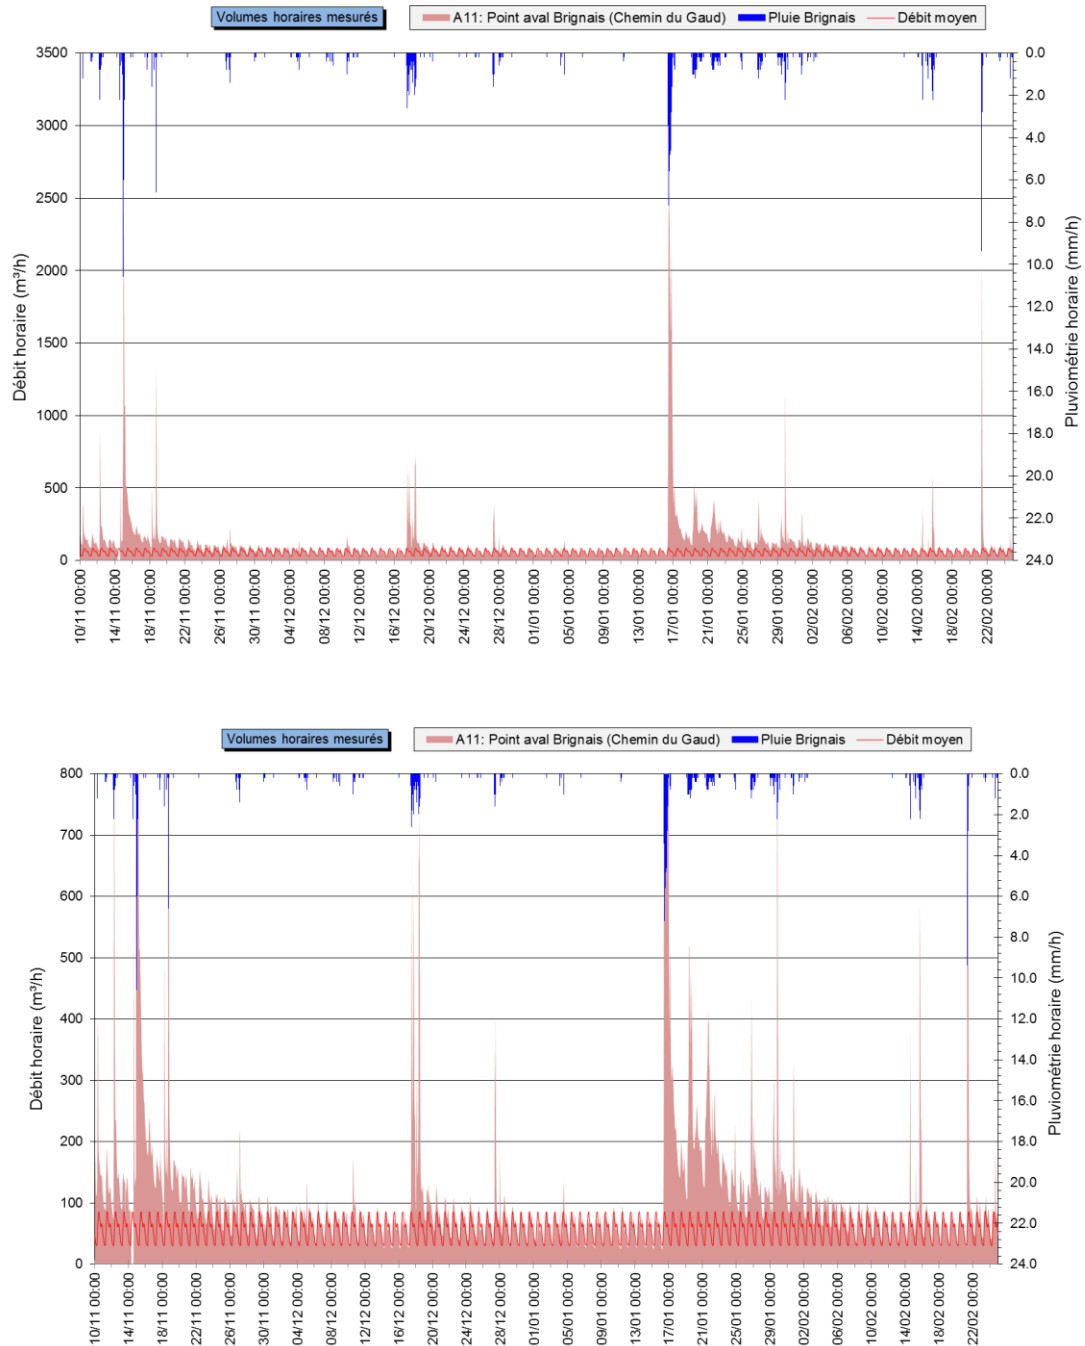 Volumes horaires mesurés
A11: Point aval Brignais (Chemin du Gaud) Pluie Brignais Débit moyen
3500 0.0
2.0
3000 4.0
2500 6.0
8.0
2000 10.0
12.0
1500 14.0
16.0
1000 18.0
500 20.0
22.0
0 24.0
Débit horaire (m³/h)
Pluviométrie horaire (mm/h)
10/11 00:00 14/11 00:00 18/11 00:00 22/11 00:00 26/11 00:00 30/11 00:00 04/12 00:00 08/12 00:00 12/12 00:00 16/12 00:00 20/12 00:00 24/12 00:00 28/12 00:00 01/01 00:00 05/01 00:00 09/01 00:00 13/01 00:00 17/01 00:00 21/01 00:00 25/01 00:00 29/01 00:00 02/02 00:00 06/02 00:00 10/02 00:00 14/02 00:00 18/02 00:00 22/02 00:00
Volumes horaires mesurés
A11: Point aval Brignais (Chemin du Gaud) Pluie Brignais Débit moyen
800 0.0
2.0
700 4.0
600 6.0
8.0
500 10.0
400 12.0
14.0
300 16.0
200 18.0
100 20.0
22.0
0 24.0
Débit horaire (m³/h)
Pluviométrie horaire (mm/h)
10/11 00:00 14/11 00:00 18/11 00:00 22/11 00:00 26/11 00:00 30/11 00:00 04/12 00:00 08/12 00:00 12/12 00:00 16/12 00:00 20/12 00:00 24/12 00:00 28/12 00:00 01/01 00:00 05/01 00:00 09/01 00:00 13/01 00:00 17/01 00:00 21/01 00:00 25/01 00:00 29/01 00:00 02/02 00:00 06/02 00:00 10/02 00:00 14/02 00:00 18/02 00:00 22/02 00:00